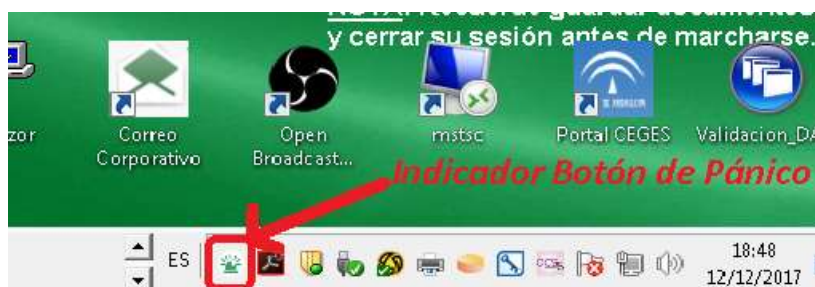 y cerrar su sesión antes de marcharse.
zor
Correo
Corporativo
Open
Broadcast...
mstsc
Portal CEGES
Validacion_DA
Indicador Botón de Pánico
ES
18:48
12/12/2017